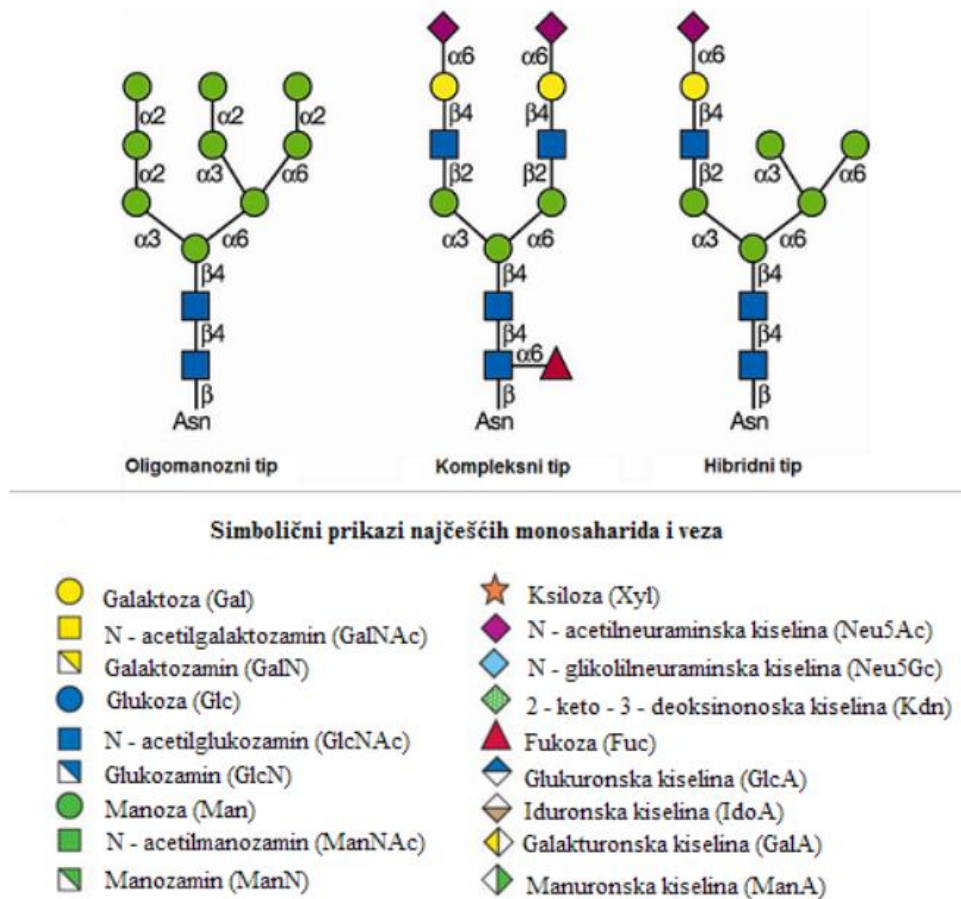 α6 α6 α6
α2 α2 α2 β4 β4 β4
α2 α3 α6 β2 β2 β2 α3 α6
α3 α6 α3 α6 α3 α6
β4 β4 β4
β4 β4 α6 β4
β β β
Asn Asn Asn
Oligomanozni tip Kompleksni tip Hibridni tip
Simbolični prikazi najčešćih monosaharida i veza
Galaktoza (Gal)
N - acetilgalaktozamin (GalNAc)
Galaktozamin (GalN)
Glukoza (Glc)
N - acetilglukozamin (GlcNAc)
Glukozamin (GlcN)
Manoza (Man)
N - acetilmanozamin (ManNAc)
Manozamin (ManN)
Ksiloza (Xyl)
N - acetilneuraminska kiselina (Neu5Ac)
N - glikolilneuraminska kiselina (Neu5Gc)
2 - keto - 3 - deoksinonoska kiselina (Kdn)
Fukoza (Fuc)
Glukuronska kiselina (GlcA)
Iduronska kiselina (IdoA)
Galakturonska kiselina (GalA)
Manuronska kiselina (ManA)